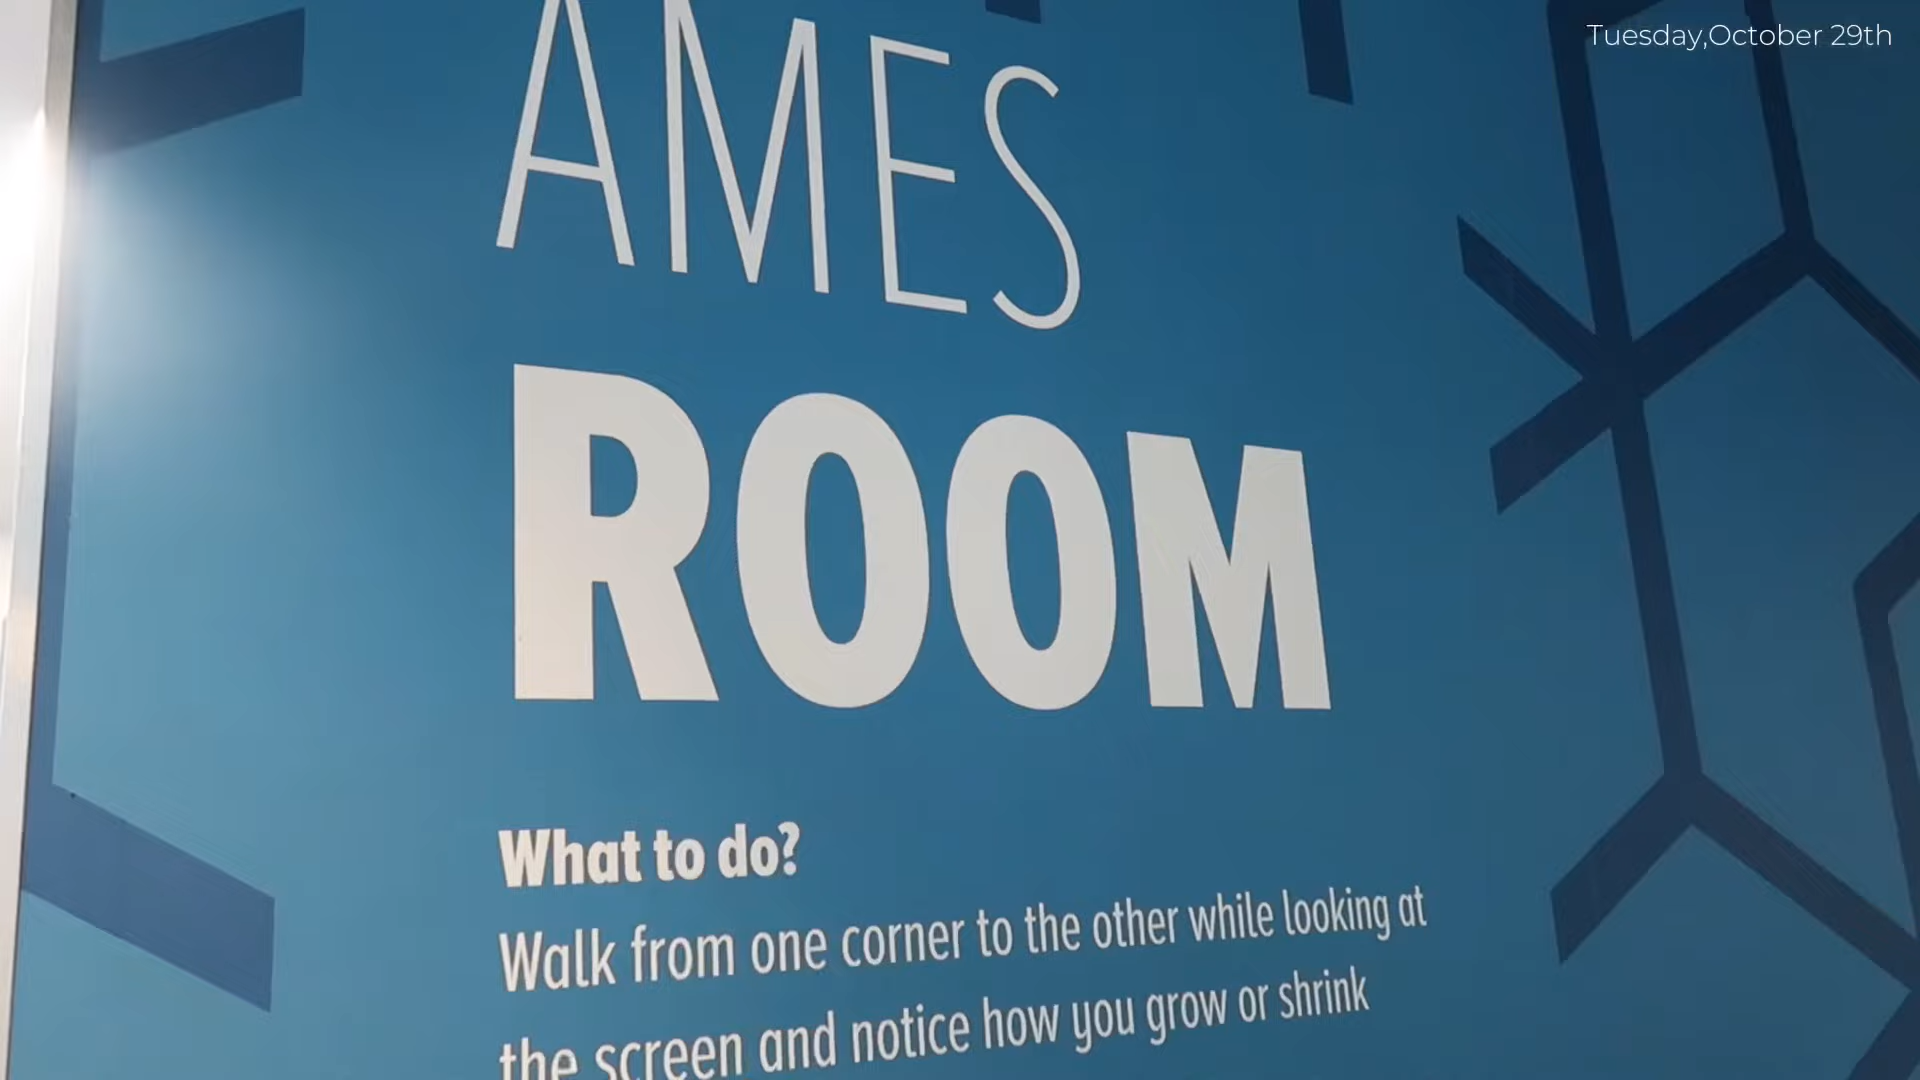 Tuesday,October 29th
AMES
ROOM
What to do?
Walk from one corner to the other while looking at
the screen and notice how you grow or shrink